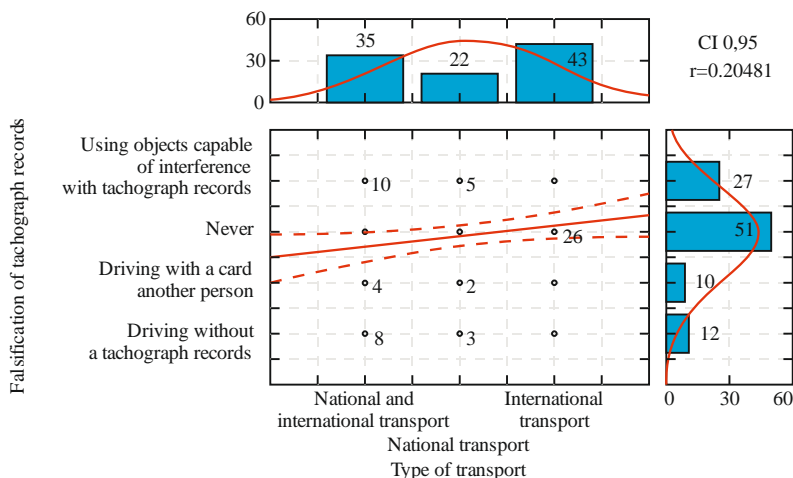 60
30
0
35
22
43
CI 0,95
r=0.20481
Falsification of tachograph records
Using objects capable
of interference
with tachograph records
Never
Driving with a card
another person
Driving without
a tachograph records
10
5
26
4
2
8
3
27
51
10
12
0
30
60
National and
international transport
International
transport
National transport
Type of transport